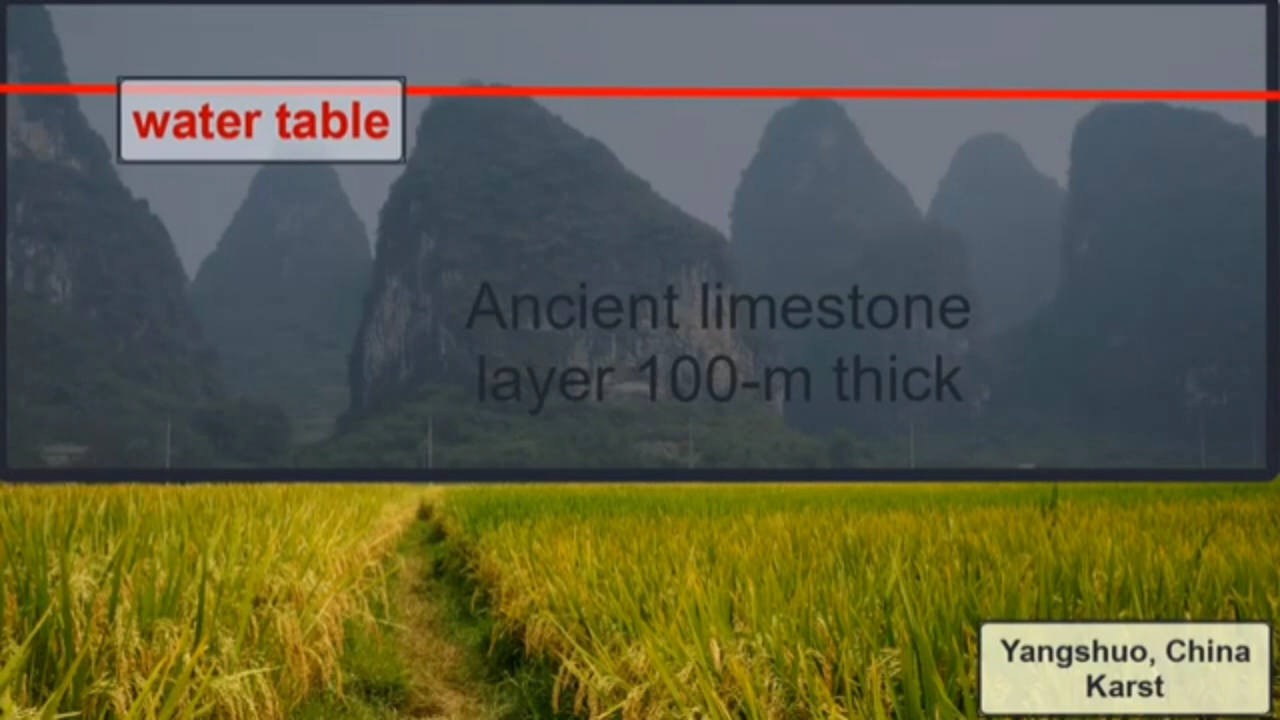 water table
Ancient limestone
layer 100-m thick
Yangshuo, China
Karst